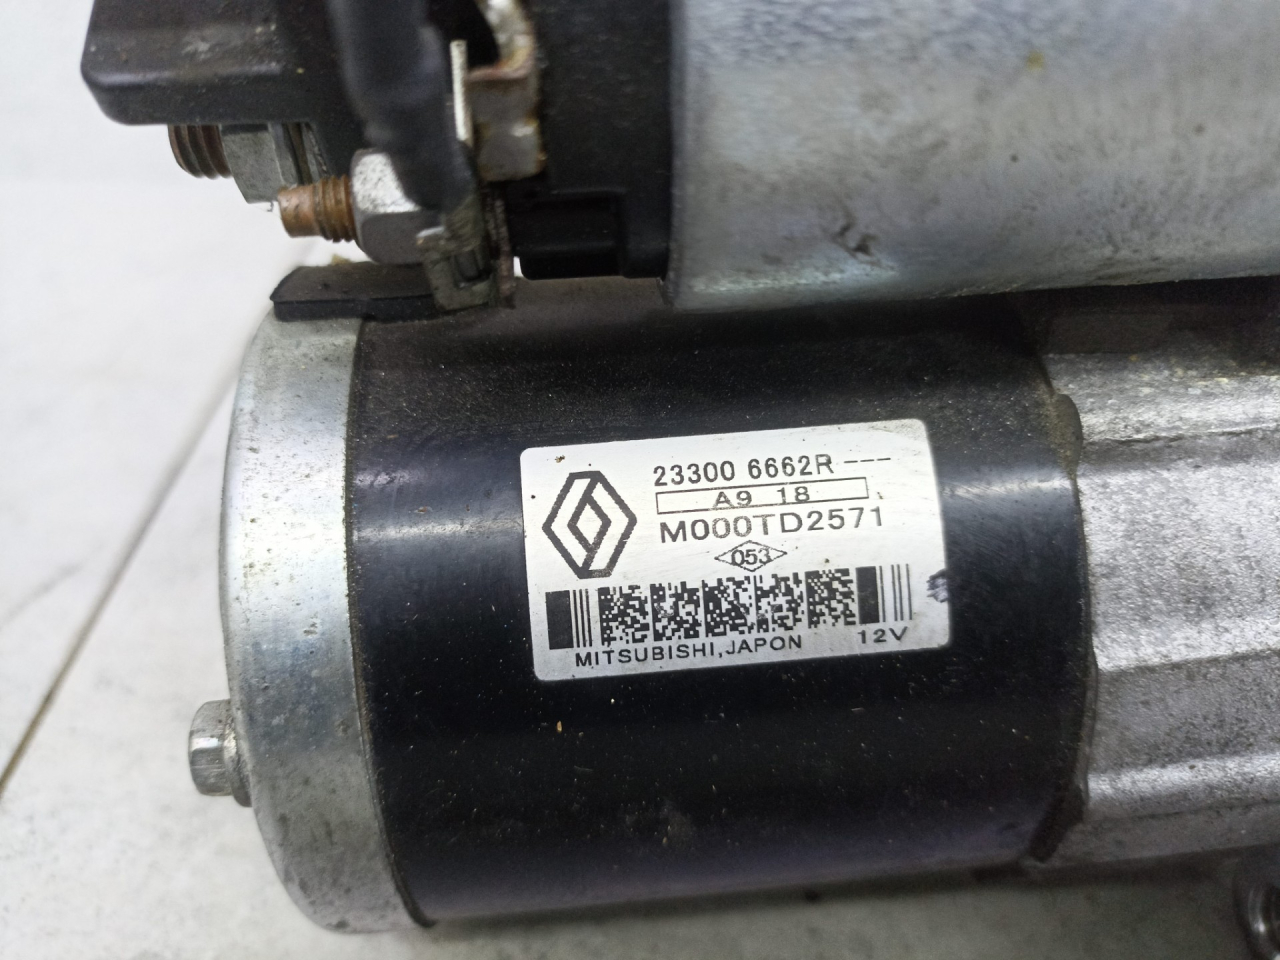 23300 6662R ---
A9 18
M000TD2571
053
MITSUBISHI,JAPON 12V